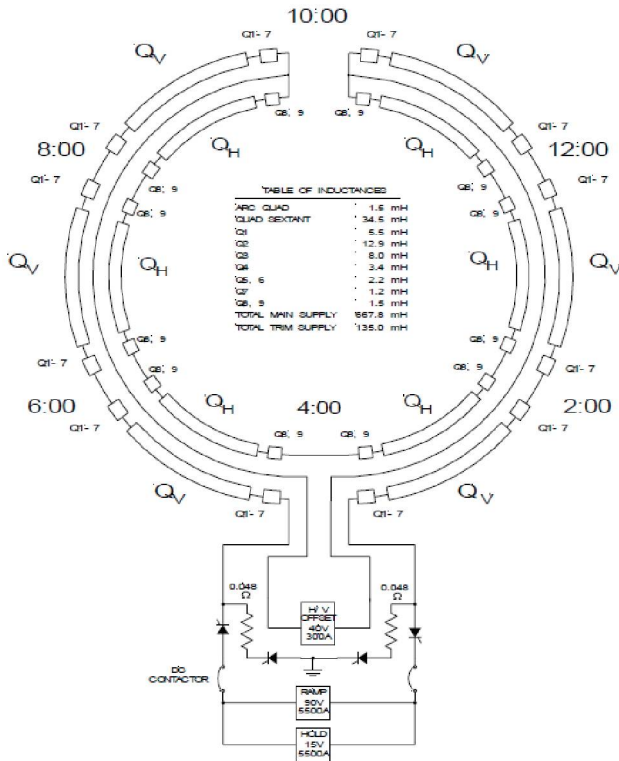 10:00
Q1- 7 Q1- 7
QV QV
Q8, 9 Q8, 9
Q1- 7 Q1- 7
8:00 QH QH 12:00
Q1- 7 Q8, 9 Q8, 9 Q1- 7
TABLE OF INDUCTANCES
Q8, 9 Q8, 9
ARC QUAD 1.5 mH
QUAD SEXTANT 34.5 mH
Q1 5.5 mH
Q2 12.9 mH
Q3 8.0 mH
Q4 3.4 mH
Q5, 6 2.2 mH
Q7 1.2 mH
Q8, 9 1.5 mH
TOTAL MAIN SUPPLY 667.8 mH
TOTAL TRIM SUPPLY 135.0 mH
QV QH QH QV
Q8, 9 Q8, 9
Q1- 7 Q8, 9 Q8, 9 Q1- 7
6:00 QH 4:00 QH 2:00
Q1- 7 Q8, 9 Q8, 9 Q1- 7
QV QV
Q1- 7 Q1- 7
0.048 Ω
0.048 Ω
H/ V
OFFSET
40V
300A
DC
CONTACTOR
RAMP
90V
5500A
HOLD
15V
5500A